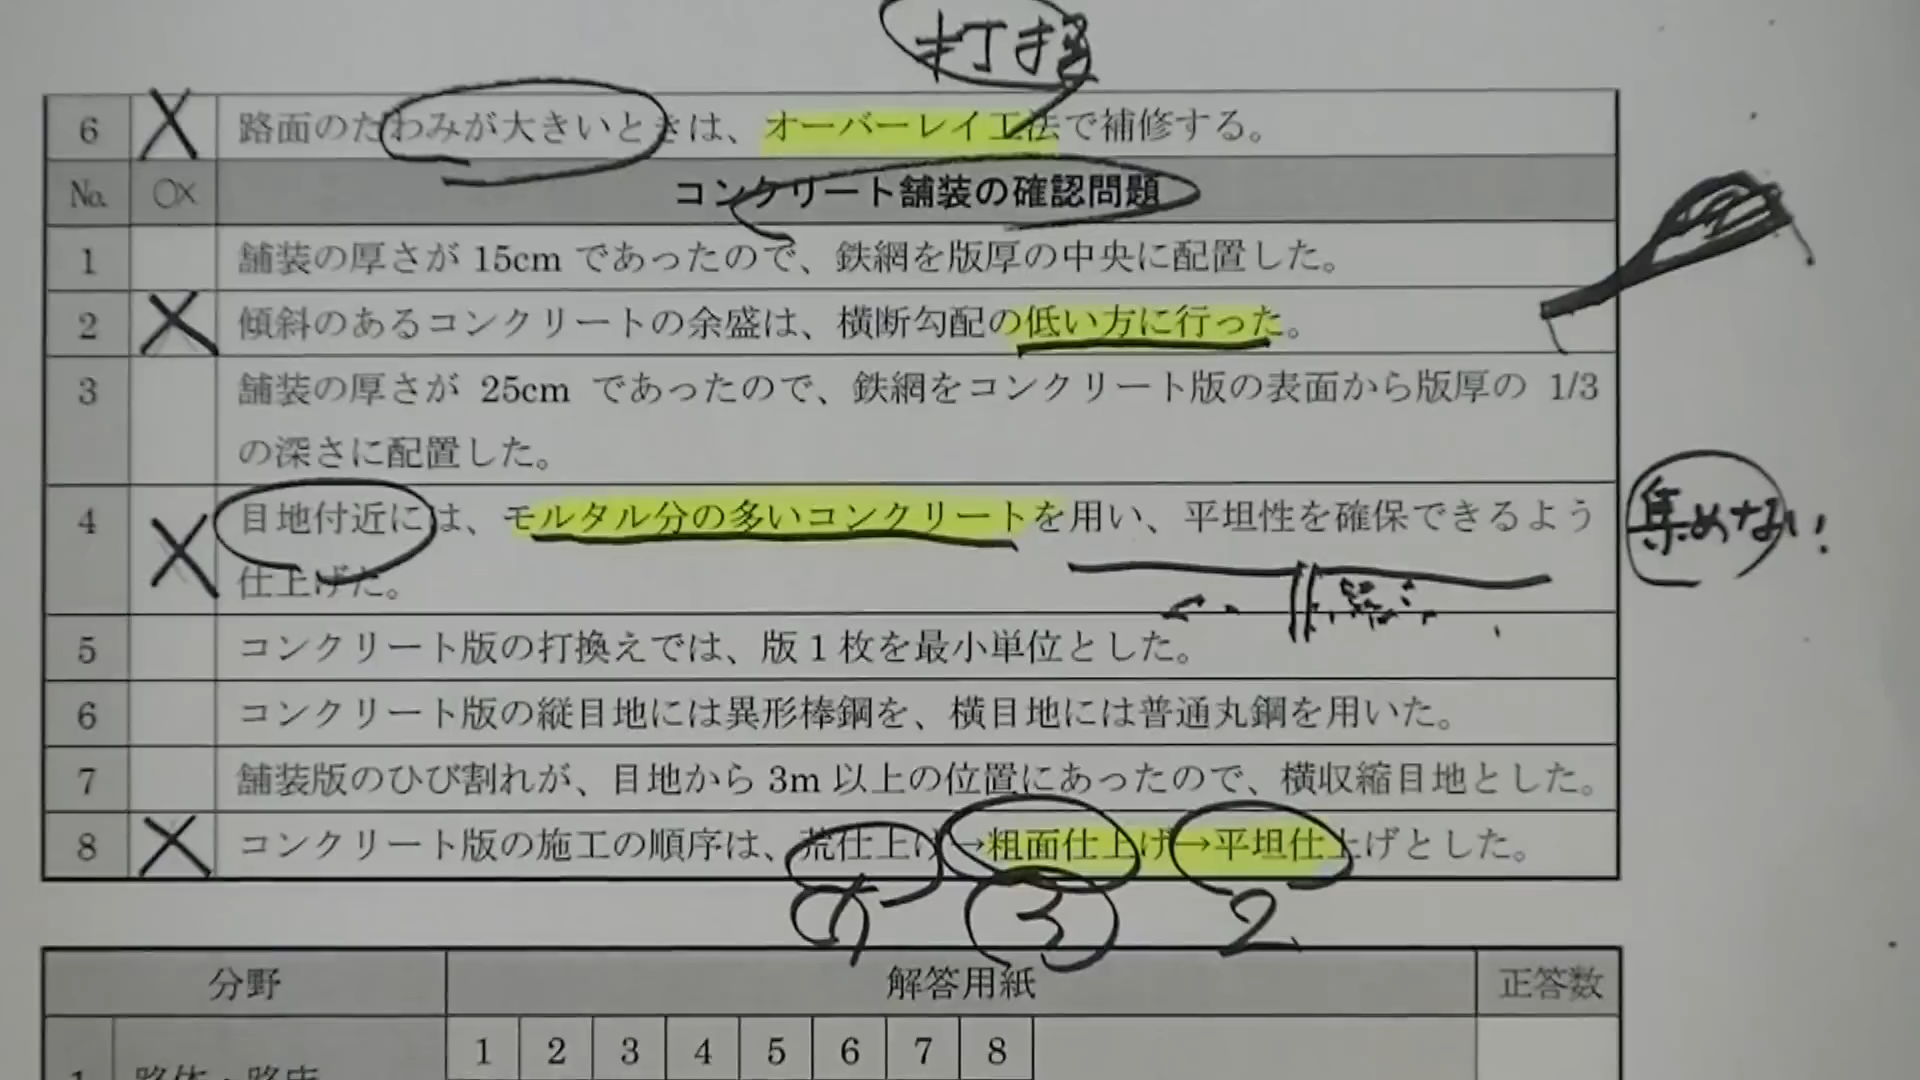 打換
6 × 路面のたわみが大きいときは、オーバーレイ工法で補修する。
No. ○× コンクリート舗装の確認問題
1 舗装の厚さが 15cm であったので、鉄網を版厚の中央に配置した。
2 × 傾斜のあるコンクリートの余盛は、横断勾配の低い方に行った。
3 舗装の厚さが 25cm であったので、鉄網をコンクリート版の表面から版厚の 1/3
の深さに配置した。
4 × 目地付近には、モルタル分の多いコンクリートを用い、平坦性を確保できるよう
仕上げた。
集めない!
5 コンクリート版の打換えでは、版1枚を最小単位とした。
6 コンクリート版の縦目地には異形棒鋼を、横目地には普通丸鋼を用いた。
7 舗装版のひび割れが、目地から 3m 以上の位置にあったので、横収縮目地とした。
8 × コンクリート版の施工の順序は、荒仕上げ→粗面仕上げ→平坦仕上げとした。
1 3 2
分野 解答用紙 正答数
1 2 3 4 5 6 7 8
1 路体・路床